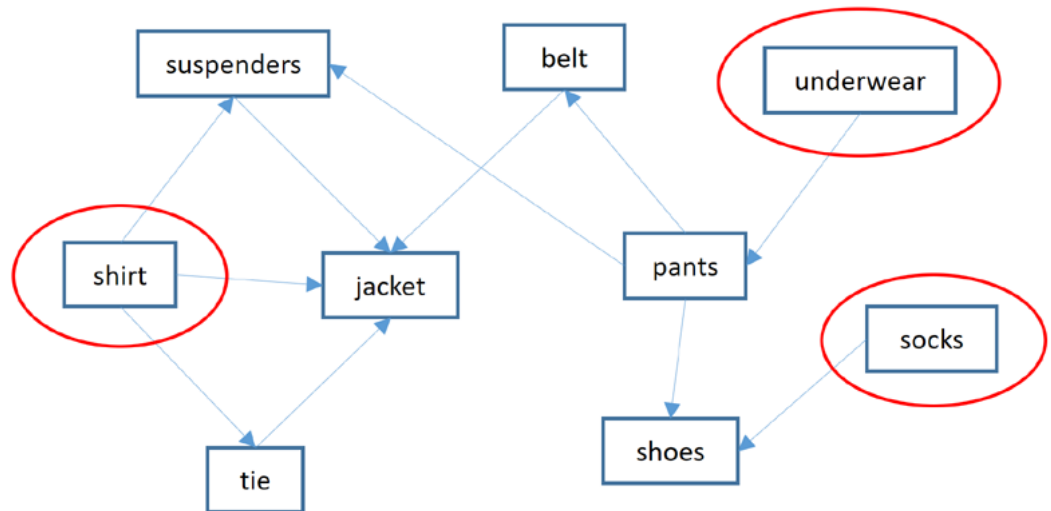 suspenders
belt
underwear
shirt
jacket
pants
socks
tie
shoes